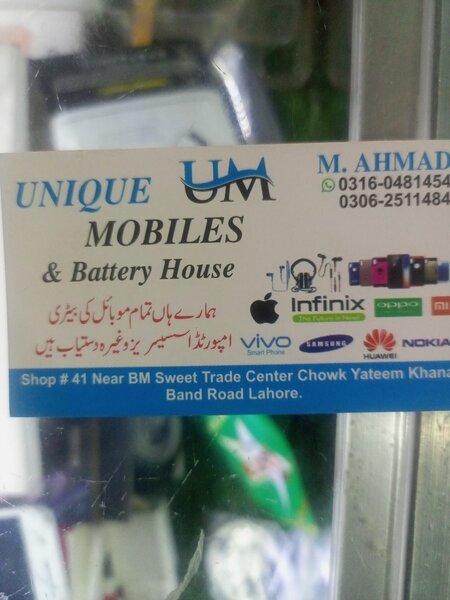 UNIQUE UM
MOBILES
& Battery House
M. AHMAD
0316-0481454
0306-2511484
ہمارے ہاں تمام موبائل کی بیٹری
امپورٹڈ اسسیریز وغیرہ دستیاب ہیں
Infinix
The Future is Now!
oppo
mi
vivo
Smart Phone
SAMSUNG
HUAWEI
NOKIA
Shop # 41 Near BM Sweet Trade Center Chowk Yateem Khana
Band Road Lahore.